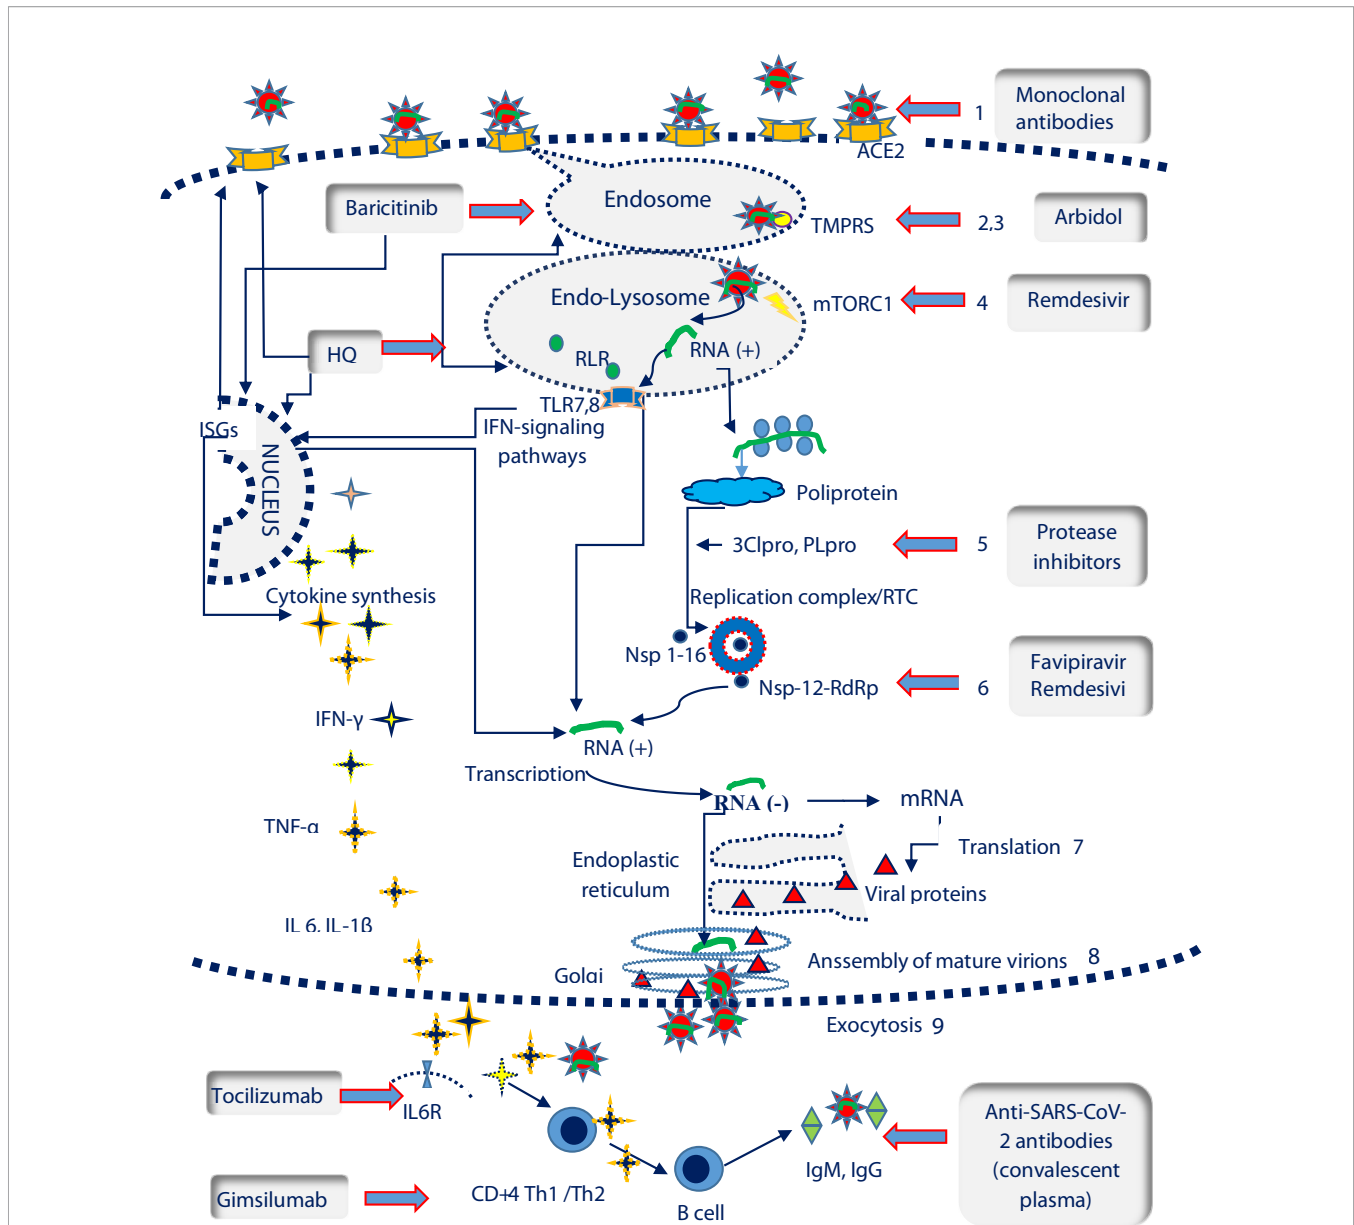 Monoclonal
antibodies
1
ACE2
Baricitinib
Endosome
TMPRS
2,3
Arbidol
Endo-Lysosome
mTORC1
4
Remdesivir
HQ
RLR
RNA (+)
TLR7,8
IFN-signaling
pathways
ISGs
NUCLEUS
Poliprotein
3Clpro, PLpro
5
Protease
inhibitors
Cytokine synthesis
Replication complex/RTC
Nsp 1-16
Nsp-12-RdRp
6
Favipiravir
Remdesivi
IFN-γ
RNA (+)
Transcription
RNA (-)
mRNA
TNF-α
Translation 7
Endoplastic
reticulum
Viral proteins
IL 6, IL-1ß
Golgi
Anssembly of mature virions 8
Exocytosis 9
Tocilizumab
IL6R
Anti-SARS-CoV-
2 antibodies
(convalescent
plasma)
IgM, IgG
Gimsilumab
CD+4 Th1 /Th2
B cell